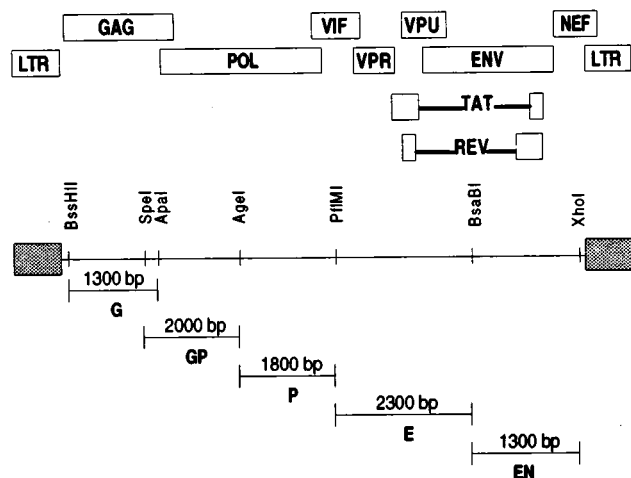 GAG VIF VPU NEF
LTR POL VPR ENV LTR
TAT
REV
BssHII SpeI ApaI AgeI PflMI BsaBI XhoI
1300 bp
G
2000 bp
GP
1800 bp
P
2300 bp
E
1300 bp
EN